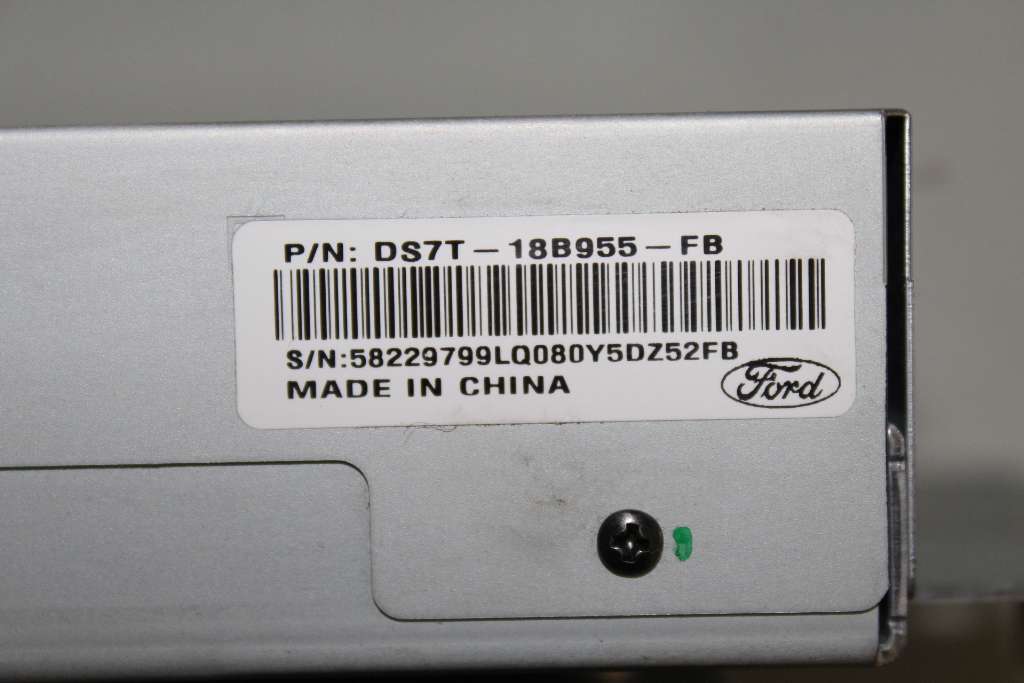 P/N: DS7T-18B955-FB
S/N:58229799LQ080Y5DZ52FB
MADE IN CHINA
Ford